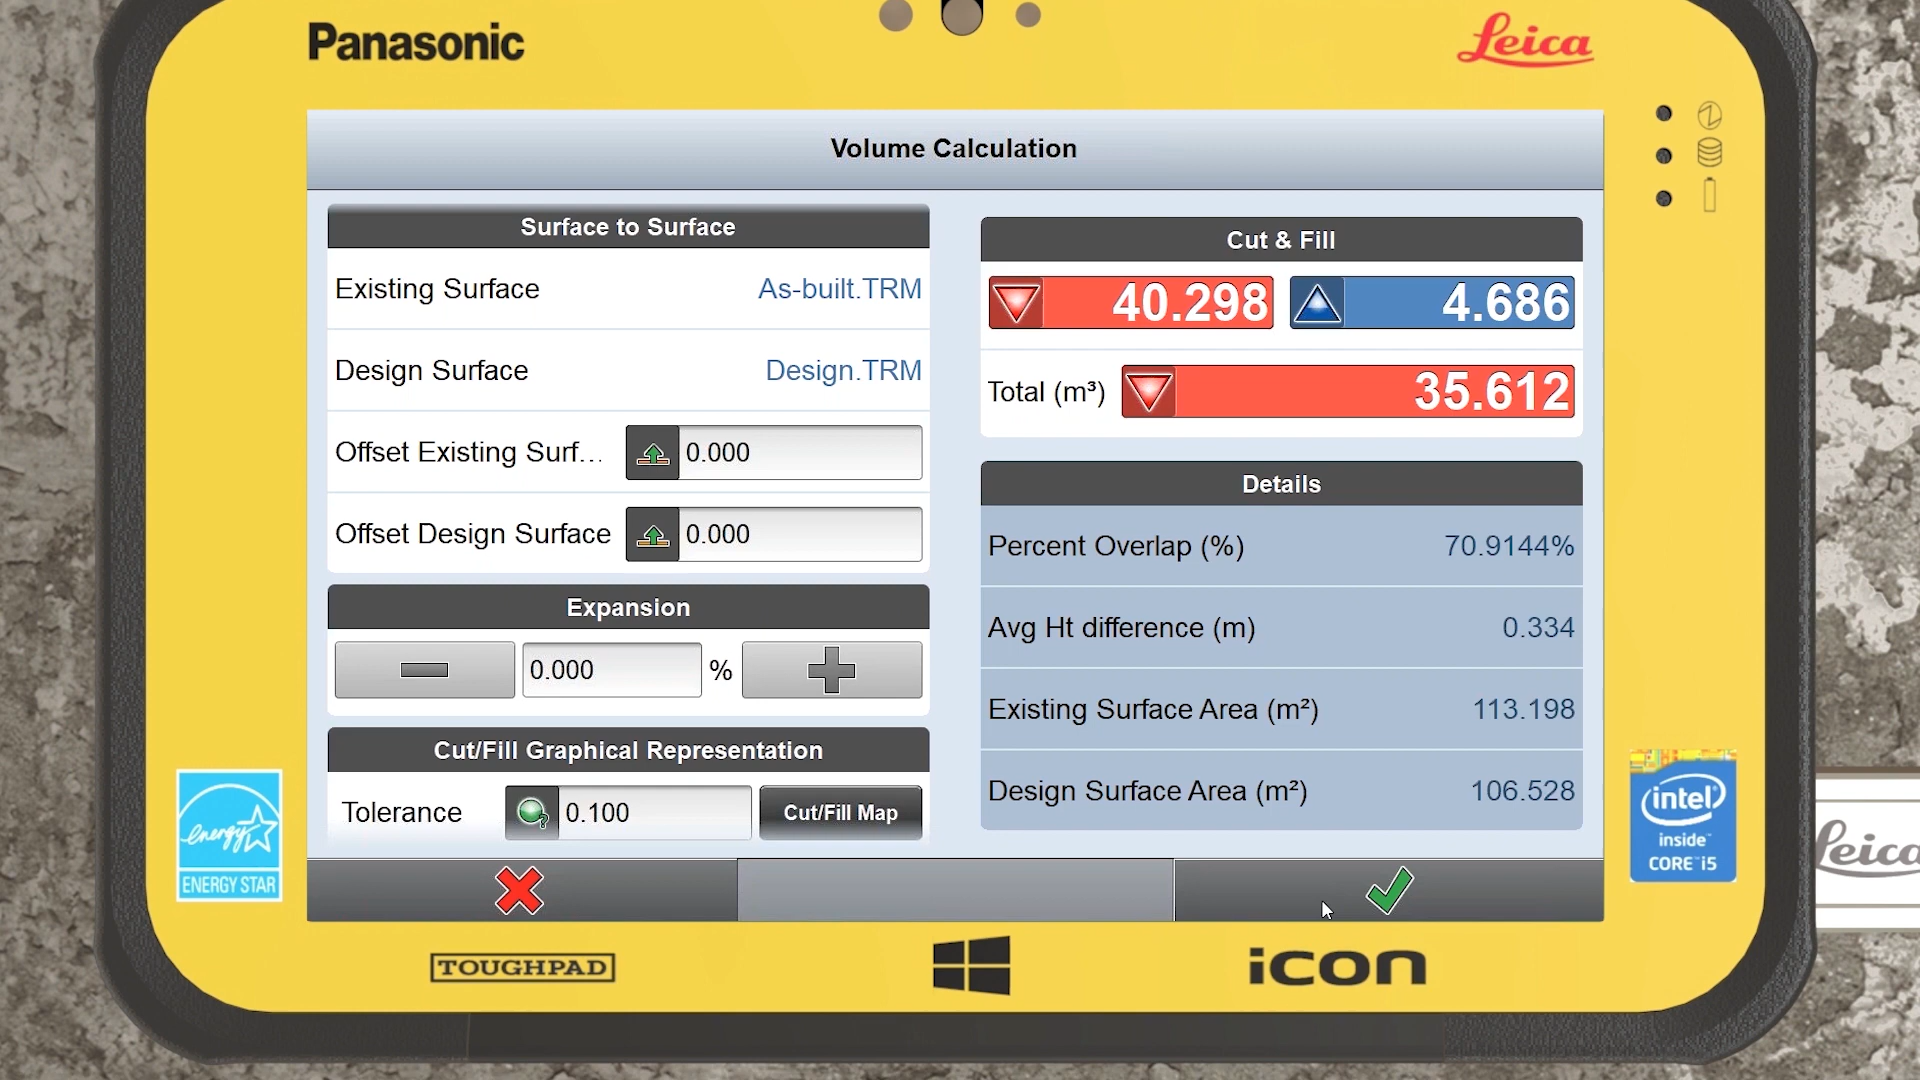 Panasonic
Leica
Volume Calculation
Surface to Surface
Existing Surface As-built.TRM
Design Surface Design.TRM
Offset Existing Surf... 0.000
Offset Design Surface 0.000
Expansion
0.000 %
Cut/Fill Graphical Representation
Tolerance 0.100 Cut/Fill Map
Cut & Fill
40.298 4.686
Total (m³) 35.612
Details
Percent Overlap (%) 70.9144%
Avg Ht difference (m) 0.334
Existing Surface Area (m²) 113.198
Design Surface Area (m²) 106.528
energy
ENERGY STAR
intel
inside™
CORE™ i5
Leica
TOUGHPAD
icon